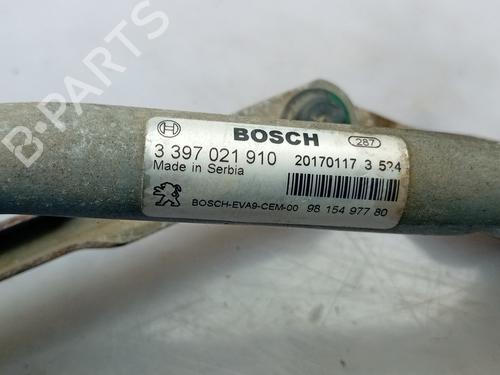 B-PARTS
BOSCH 287
3 397 021 910 20170117 3 524
Made in Serbia
BOSCH-EVA9-CEM-00 98 154 977 80